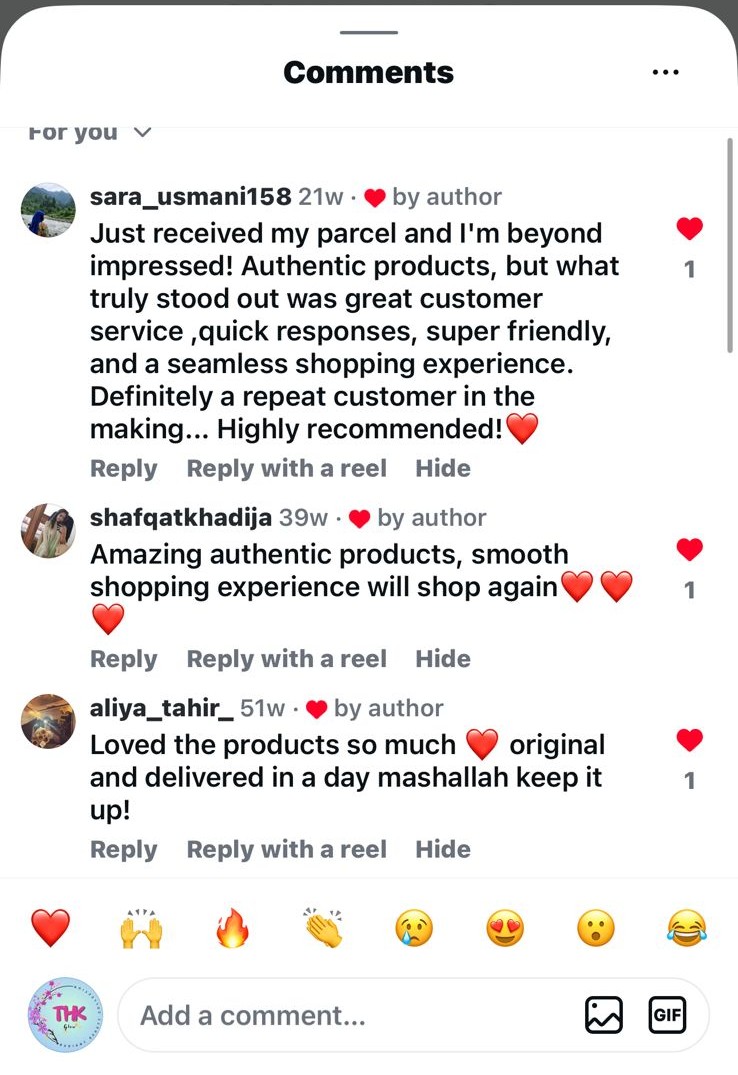 Comments
For you
sara_usmani158 21w · ❤️ by author
Just received my parcel and I'm beyond
impressed! Authentic products, but what
truly stood out was great customer
service ,quick responses, super friendly,
and a seamless shopping experience.
Definitely a repeat customer in the
making... Highly recommended!❤️
1
Reply Reply with a reel Hide
shafqatkhadija 39w · ❤️ by author
Amazing authentic products, smooth
shopping experience will shop again❤️❤️
❤️
1
Reply Reply with a reel Hide
aliya_tahir_ 51w · ❤️ by author
Loved the products so much ❤️ original
and delivered in a day mashallah keep it
up!
1
Reply Reply with a reel Hide
THK
Add a comment...
GIF